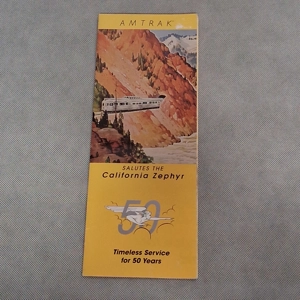 AMTRAK
SALUTES THE
California Zephyr
50
Timeless Service
for 50 Years